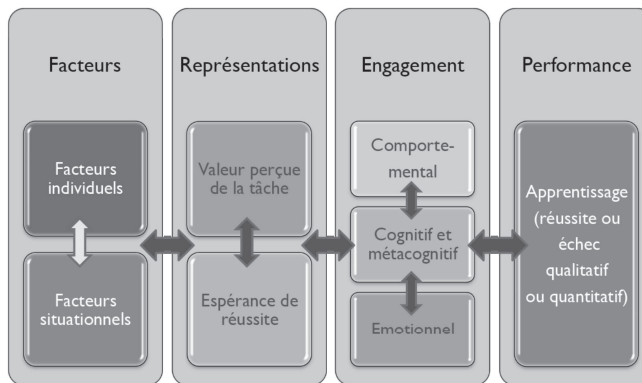 Facteurs
Représentations
Engagement
Performance
Facteurs
individuels
Facteurs
situationnels
Valeur perçue
de la tâche
Espérance de
réussite
Comporte-
mental
Cognitif et
métacognitif
Emotionnel
Apprentissage
(réussite ou
échec
qualitatif
ou quantitatif)